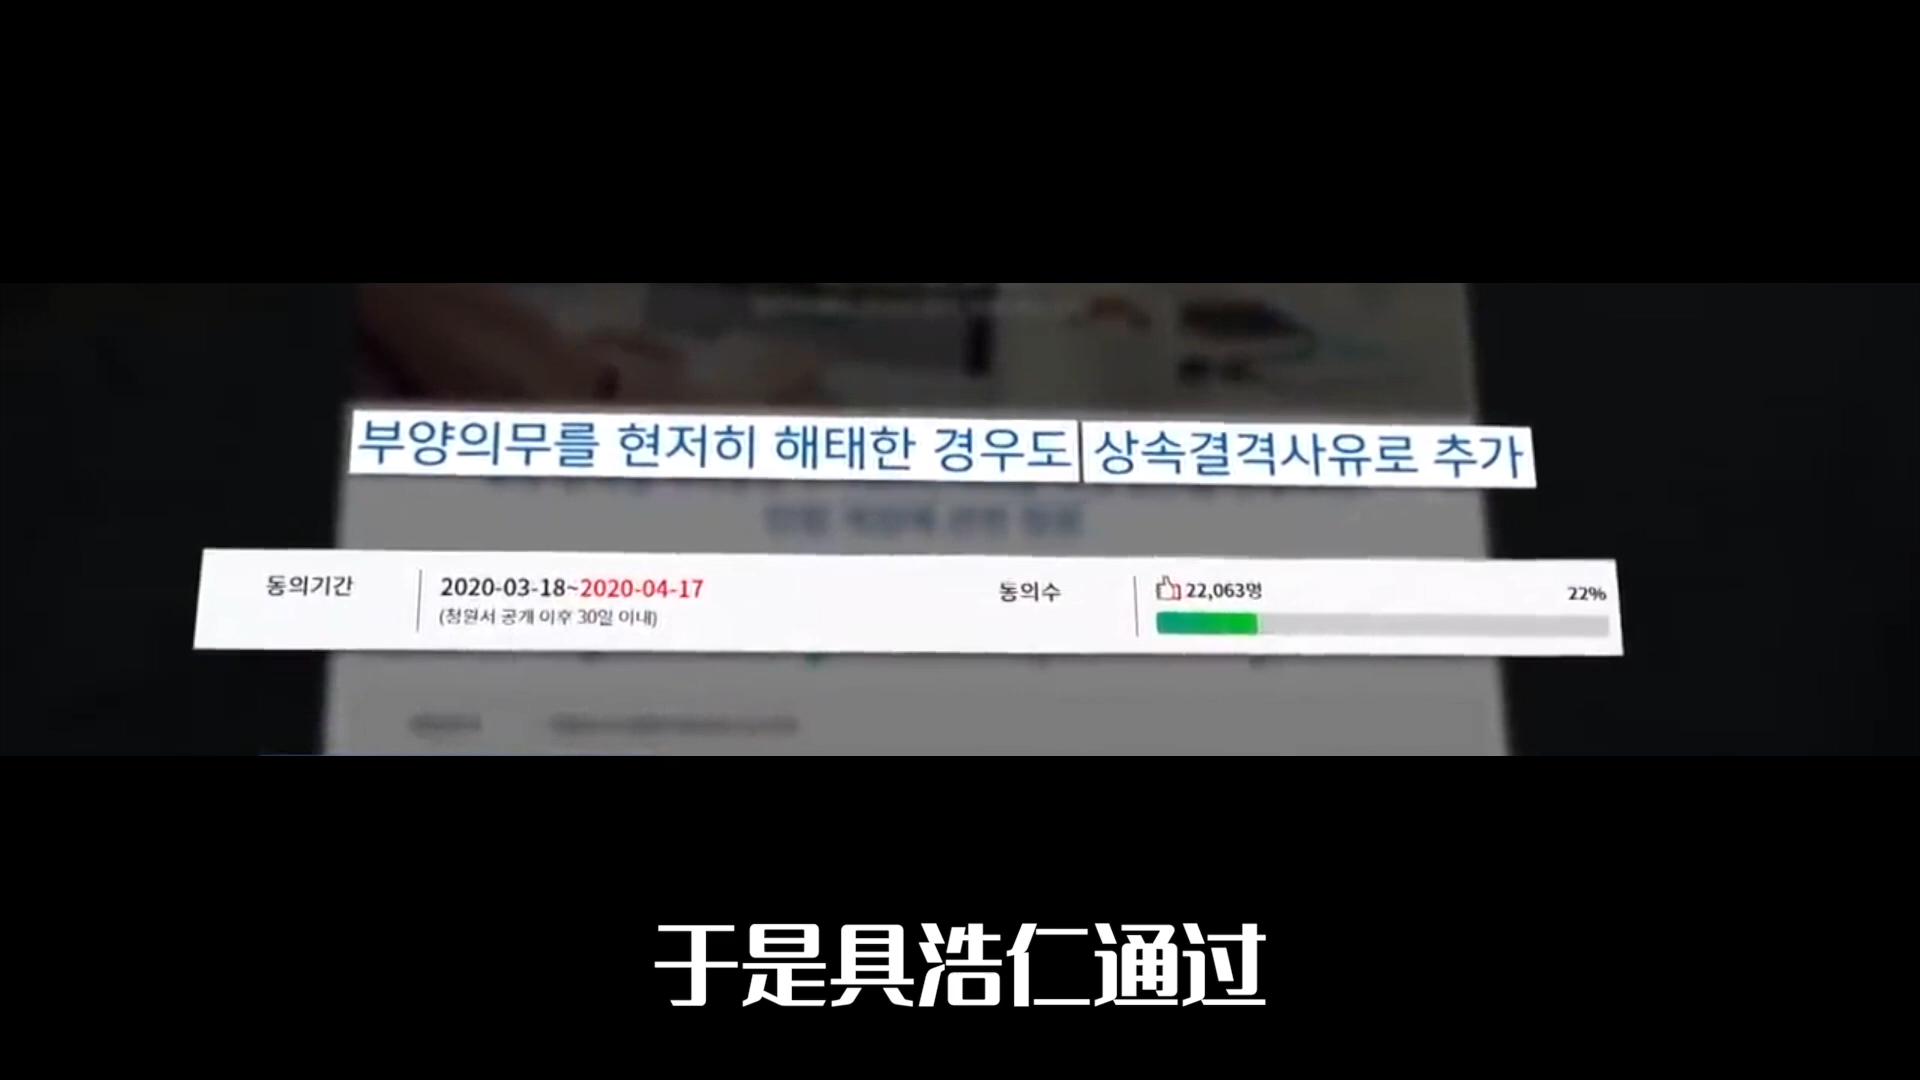 부양의무를 현저히 해태한 경우도 상속결격사유로 추가
동의기간 2020-03-18~2020-04-17 동의수 22,063명 22%
(청원서 공개 이후 30일 이내)
于是具浩仁通过